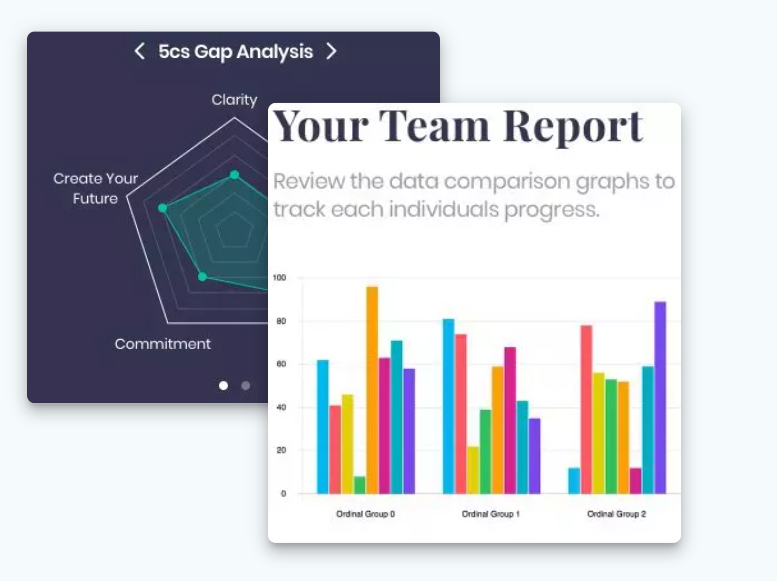 5cs Gap Analysis
Clarity
Create Your
Future
Commitment
Your Team Report
Review the data comparison graphs to
track each individuals progress.
100
80
60
40
20
0
Ordinal Group 0
Ordinal Group 1
Ordinal Group 2